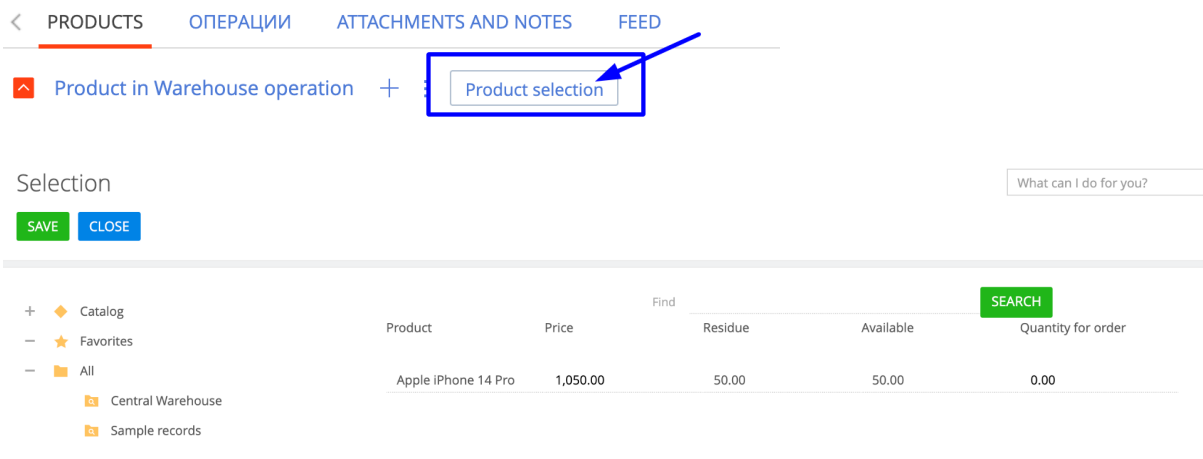 PRODUCTS ОПЕРАЦИИ ATTACHMENTS AND NOTES FEED
Product in Warehouse operation Product selection
Selection
What can I do for you?
SAVE CLOSE
Find SEARCH
Catalog
Product Price Residue Available Quantity for order
Favorites
All
Apple iPhone 14 Pro 1,050.00 50.00 50.00 0.00
Central Warehouse
Sample records